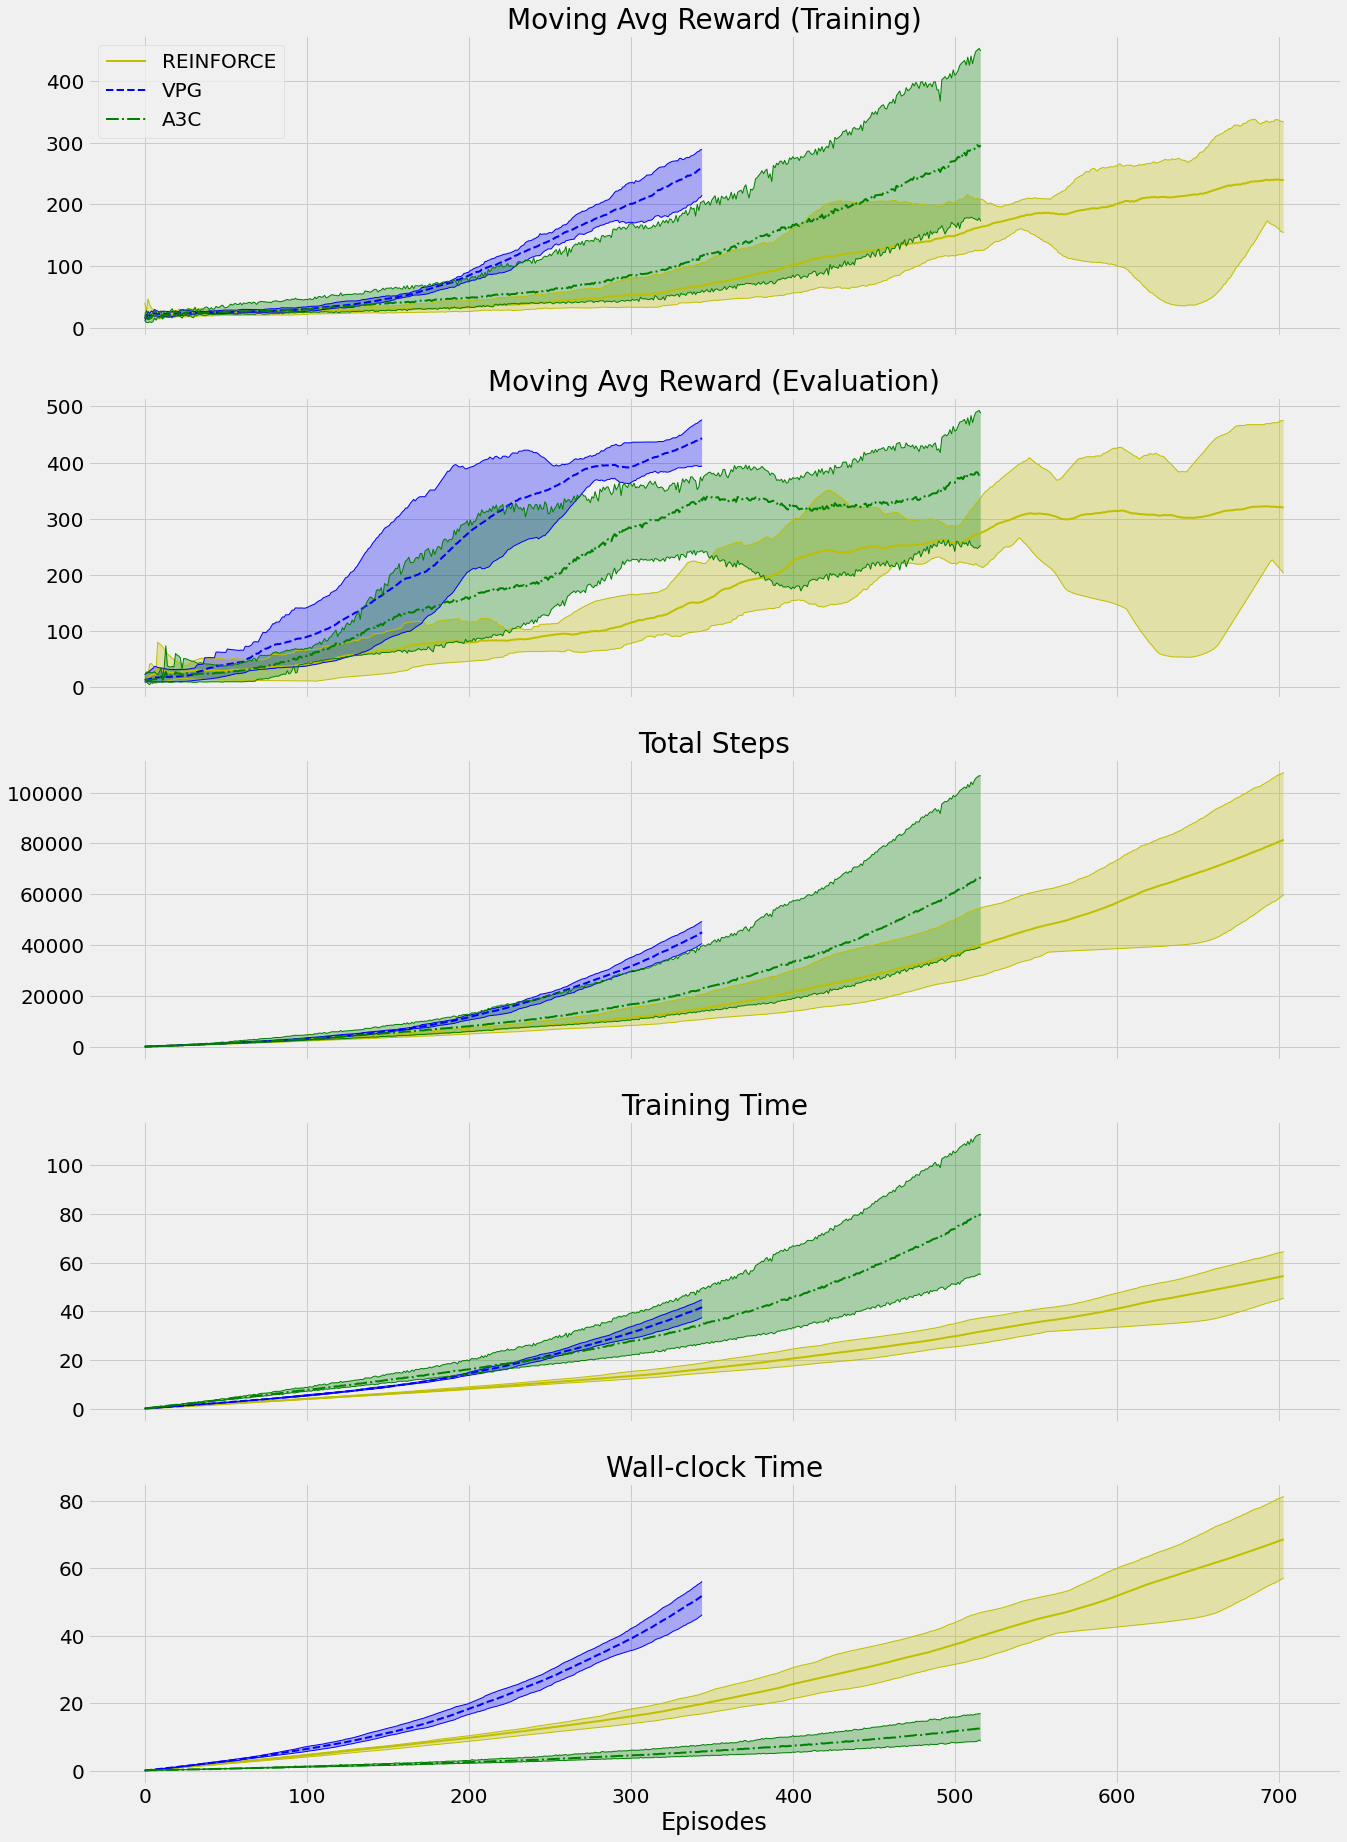 Moving Avg Reward (Training)
REINFORCE
VPG
A3C
400
300
200
100
0
Moving Avg Reward (Evaluation)
500
400
300
200
100
0
Total Steps
100000
80000
60000
40000
20000
0
Training Time
100
80
60
40
20
0
Wall-clock Time
80
60
40
20
0
0 100 200 300 400 500 600 700
Episodes